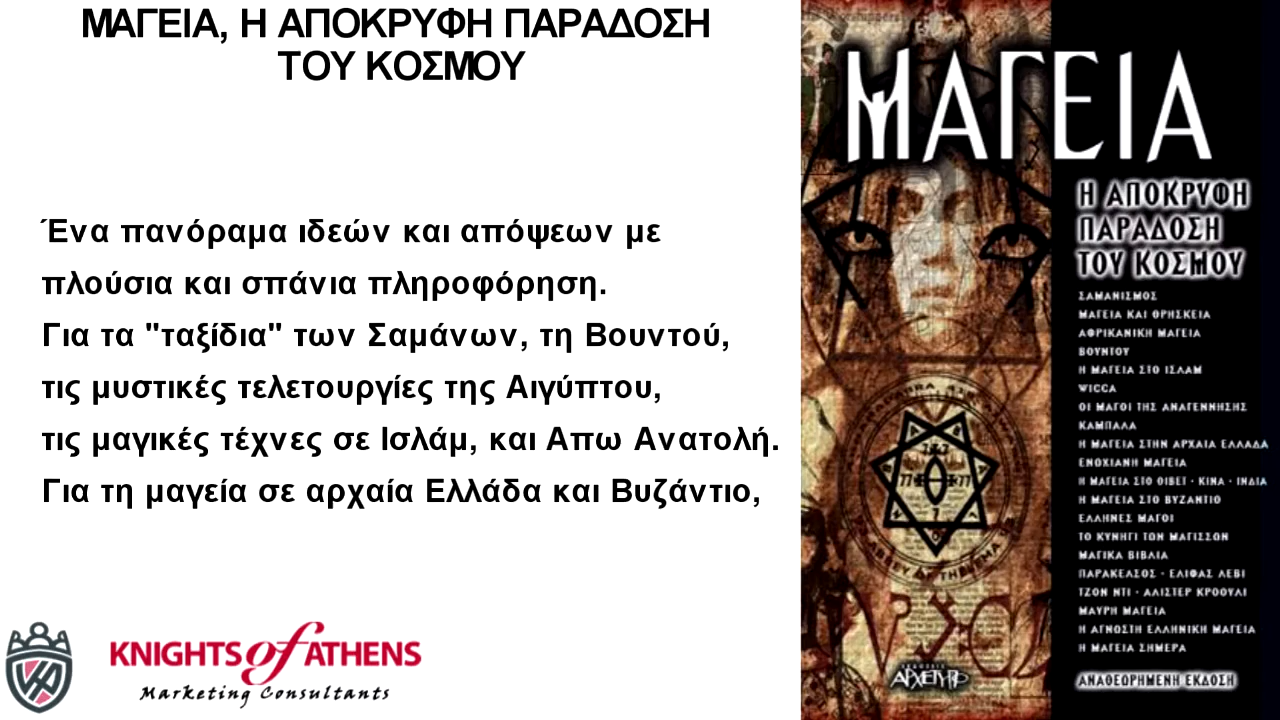 ΜΑΓΕΙΑ, Η ΑΠΟΚΡΥΦΗ ΠΑΡΑΔΟΣΗ
ΤΟΥ ΚΟΣΜΟΥ
Ένα πανόραμα ιδεών και απόψεων με
πλούσια και σπάνια πληροφόρηση.
Για τα "ταξίδια" των Σαμάνων, τη Βουντού,
τις μυστικές τελετουργίες της Αιγύπτου,
τις μαγικές τέχνες σε Ισλάμ, και Απω Ανατολή.
Για τη μαγεία σε αρχαία Ελλάδα και Βυζάντιο,
KNIGHTS of ATHENS
Marketing Consultants
ΜΑΓΕΙΑ
Η ΑΠΟΚΡΥΦΗ
ΠΑΡΑΔΟΣΗ
ΤΟΥ ΚΟΣΜΟΥ
ΣΑΜΑΝΙΣΜΟΣ
ΜΑΓΕΙΑ ΚΑΙ ΘΡΗΣΚΕΙΑ
ΑΦΡΙΚΑΝΙΚΗ ΜΑΓΕΙΑ
ΒΟΥΝΤΟΥ
Η ΜΑΓΕΙΑ ΣΤΟ ΙΣΛΑΜ
WICCA
ΟΙ ΜΑΓΟΙ ΤΗΣ ΑΝΑΓΕΝΝΗΣΗΣ
ΚΑΜΠΑΛΑ
Η ΜΑΓΕΙΑ ΣΤΗΝ ΑΡΧΑΙΑ ΕΛΛΑΔΑ
ΕΝΟΧΙΑΝΗ ΜΑΓΕΙΑ
Η ΜΑΓΕΙΑ ΣΤΟ ΘΙΒΕΤ · ΚΙΝΑ · ΙΝΔΙΑ
Η ΜΑΓΕΙΑ ΣΤΟ ΒΥΖΑΝΤΙΟ
ΕΛΛΗΝΕΣ ΜΑΓΟΙ
ΤΟ ΚΥΝΗΓΙ ΤΩΝ ΜΑΓΙΣΣΩΝ
ΜΑΓΙΚΑ ΒΙΒΛΙΑ
ΠΑΡΑΚΕΛΣΟΣ · ΕΛΙΦΑΣ ΛΕΒΙ
ΤΖΟΝ ΝΤΙ · ΑΛΙΣΤΕΡ ΚΡΟΟΥΛΙ
ΜΑΥΡΗ ΜΑΓΕΙΑ
Η ΑΓΝΩΣΤΗ ΕΛΛΗΝΙΚΗ ΜΑΓΕΙΑ
Η ΜΑΓΕΙΑ ΣΗΜΕΡΑ
ΑΝΑΘΕΩΡΗΜΕΝΗ ΕΚΔΟΣΗ
ΕΚΔΟΣΕΙΣ
ΑΡΧΕΤΥΠΟ